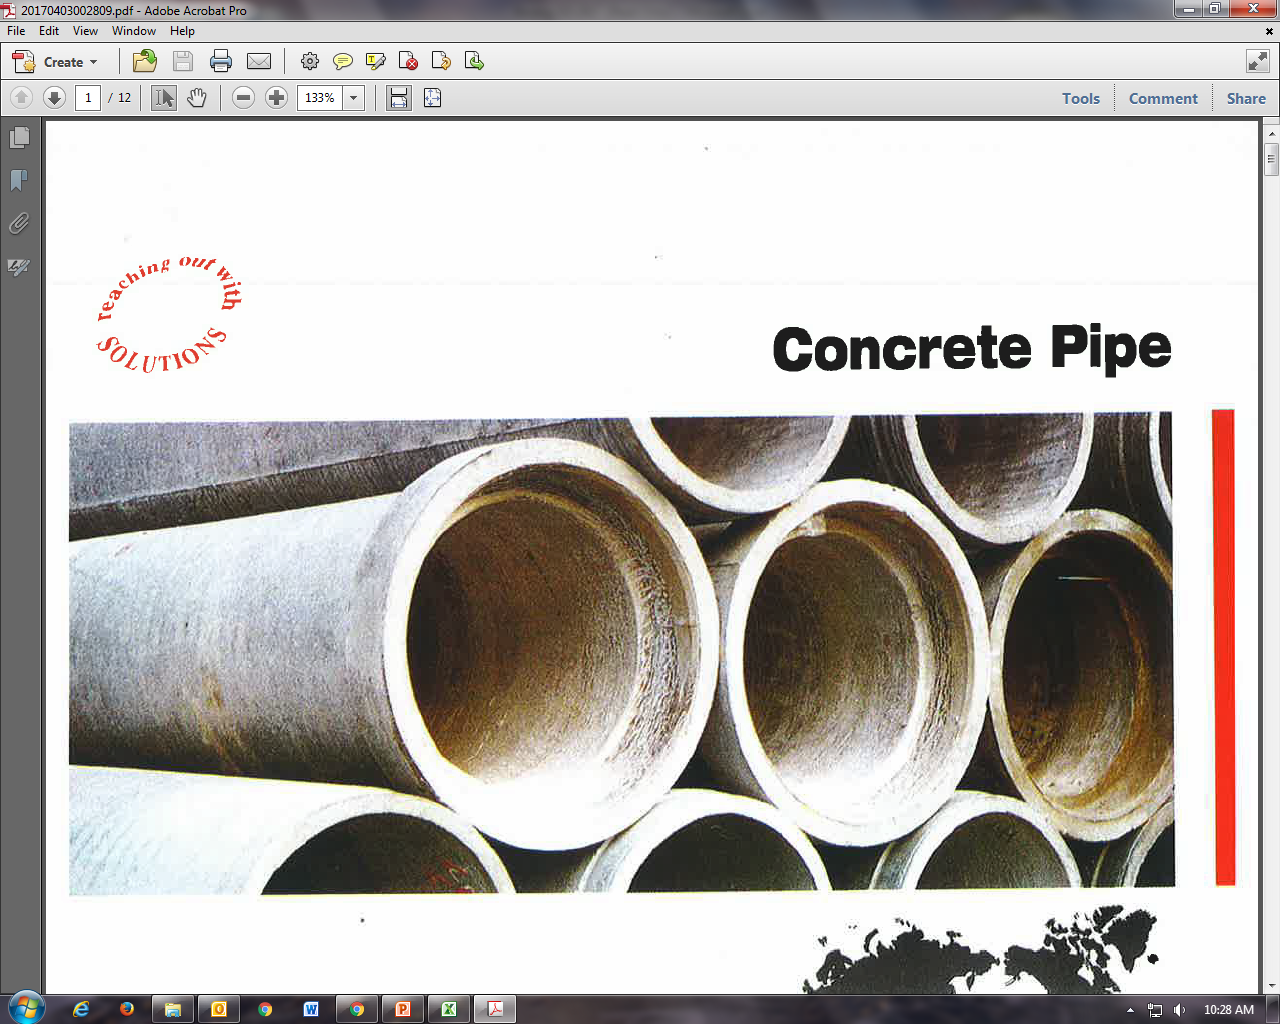 20170403002809.pdf - Adobe Acrobat Pro
File Edit View Window Help
Create
1 / 12 133% Tools Comment Share
reaching out with
SOLUTIONS
Concrete Pipe
10:28 AM